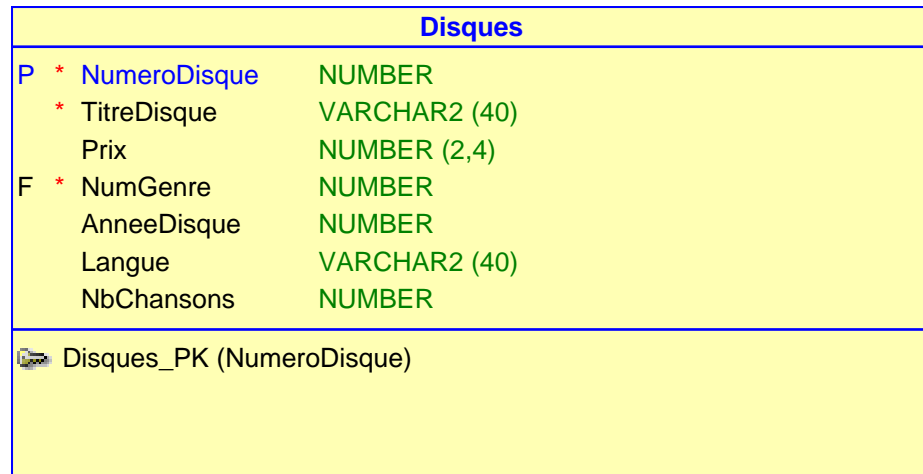 Disques
P * NumeroDisque NUMBER
* TitreDisque VARCHAR2 (40)
Prix NUMBER (2,4)
F * NumGenre NUMBER
AnneeDisque NUMBER
Langue VARCHAR2 (40)
NbChansons NUMBER
Disques_PK (NumeroDisque)